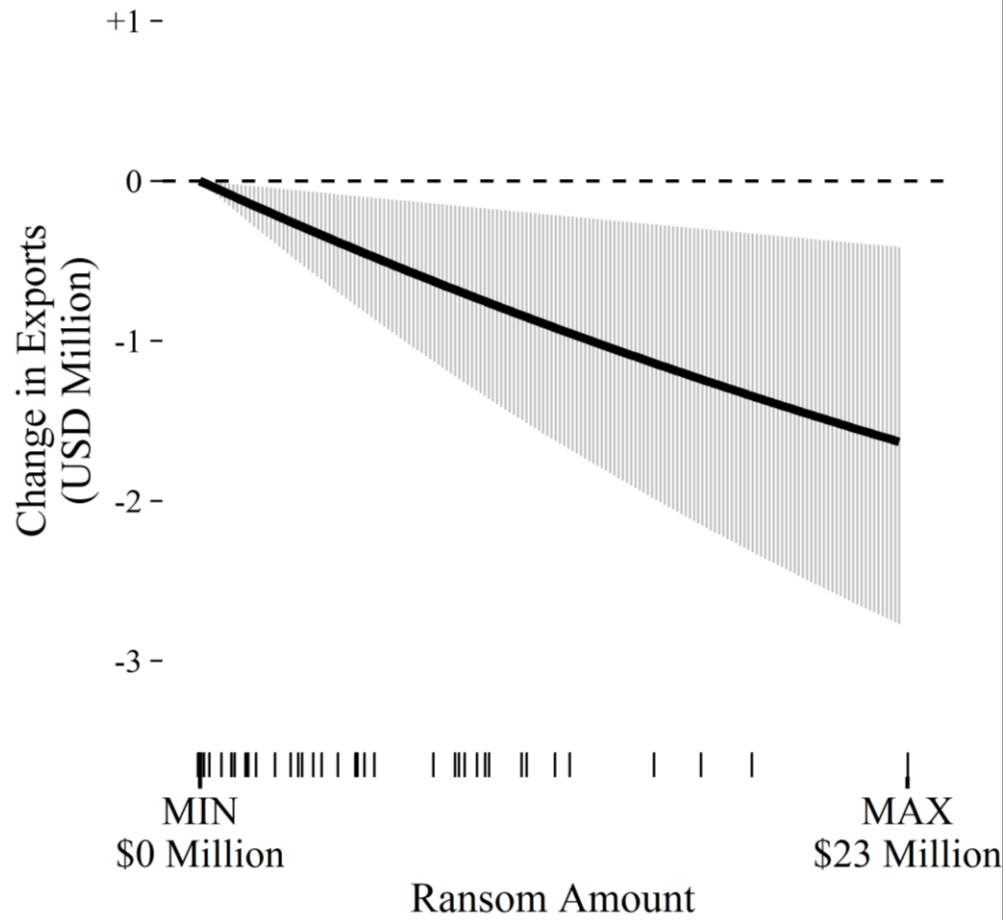 +1
0
-1
-2
-3
Change in Exports
(USD Million)
MIN
$0 Million
MAX
$23 Million
Ransom Amount